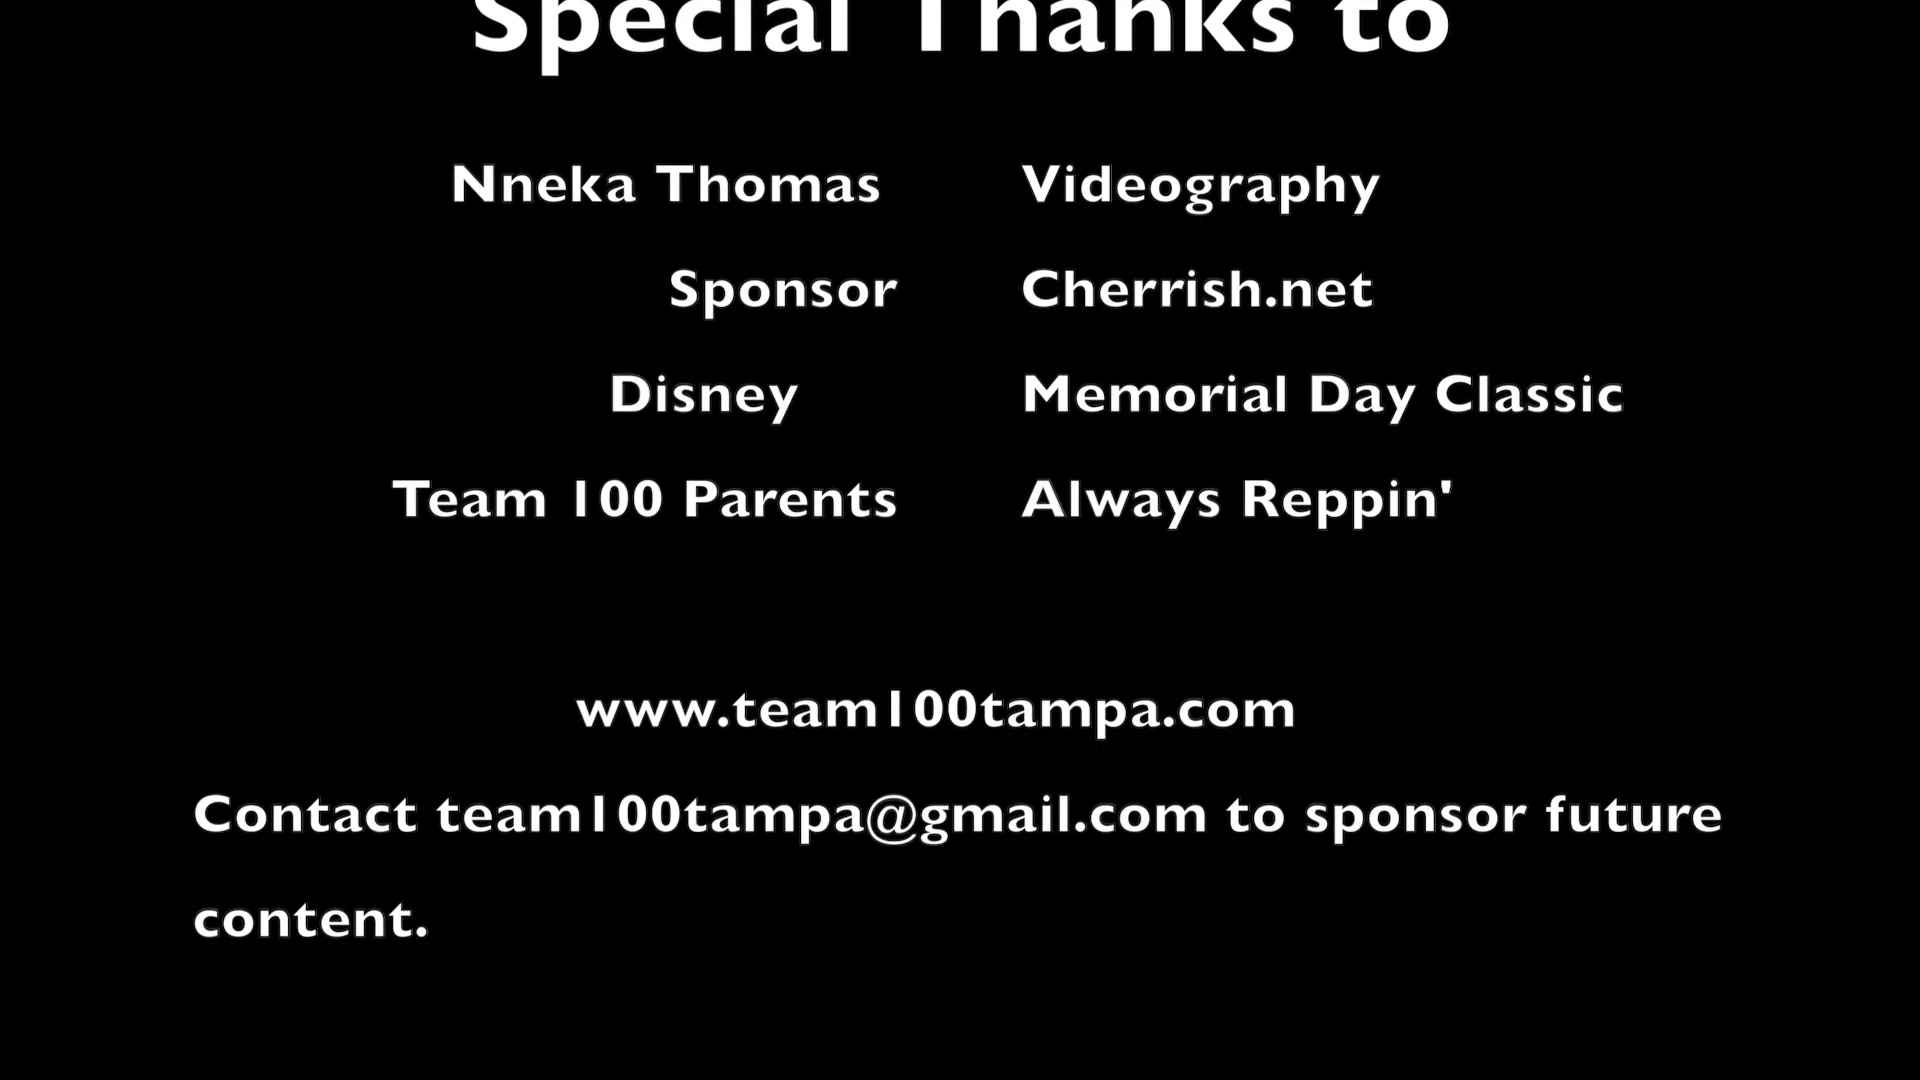 Special Thanks to
Nneka Thomas Videography
Sponsor Cherrish.net
Disney Memorial Day Classic
Team 100 Parents Always Reppin'
www.team100tampa.com
Contact team100tampa@gmail.com to sponsor future
content.